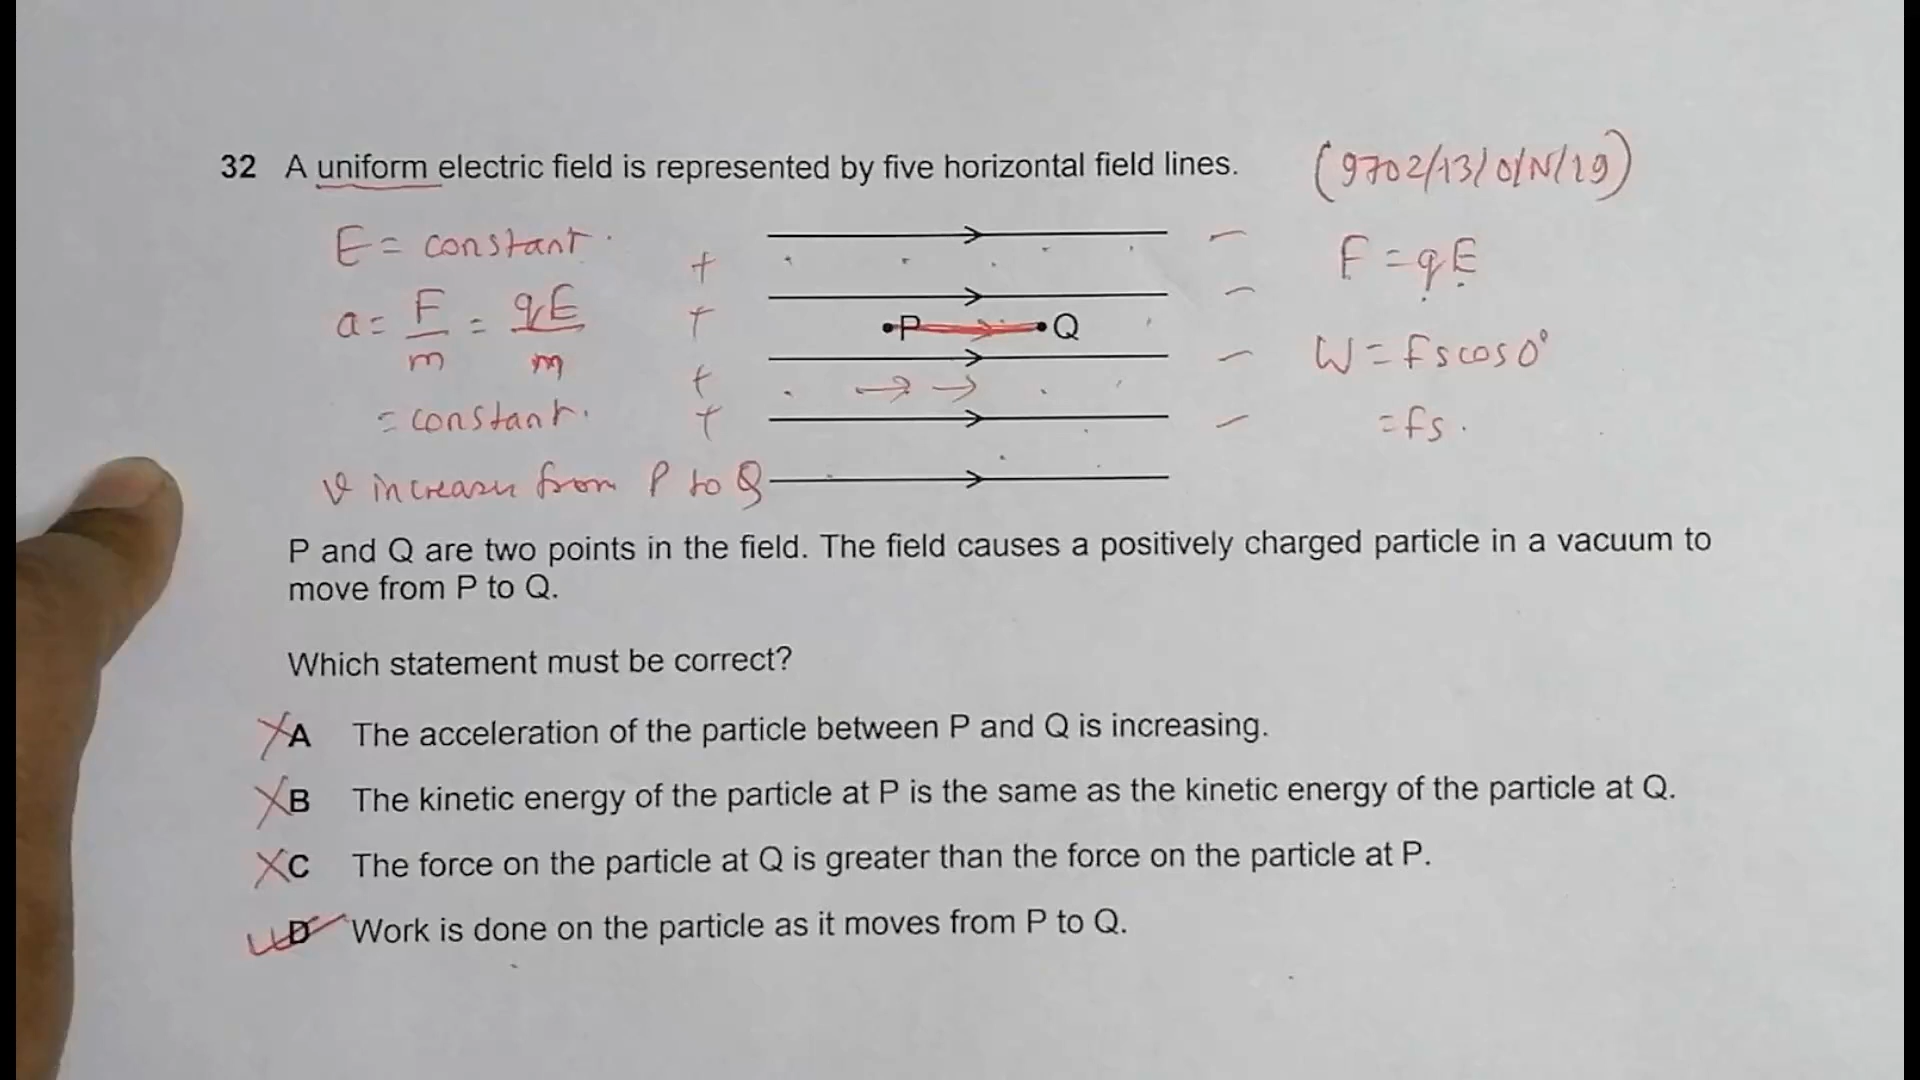 32 A uniform electric field is represented by five horizontal field lines. (9702/13/O/N/19)
E = constant.
a = F/m = qE/m
= constant.
v increases from P to Q
+
+
+
+
P Q
−
−
−
−
F = qE
W = Fs cos 0°
= Fs.
P and Q are two points in the field. The field causes a positively charged particle in a vacuum to
move from P to Q.
Which statement must be correct?
A The acceleration of the particle between P and Q is increasing.
B The kinetic energy of the particle at P is the same as the kinetic energy of the particle at Q.
C The force on the particle at Q is greater than the force on the particle at P.
D Work is done on the particle as it moves from P to Q.